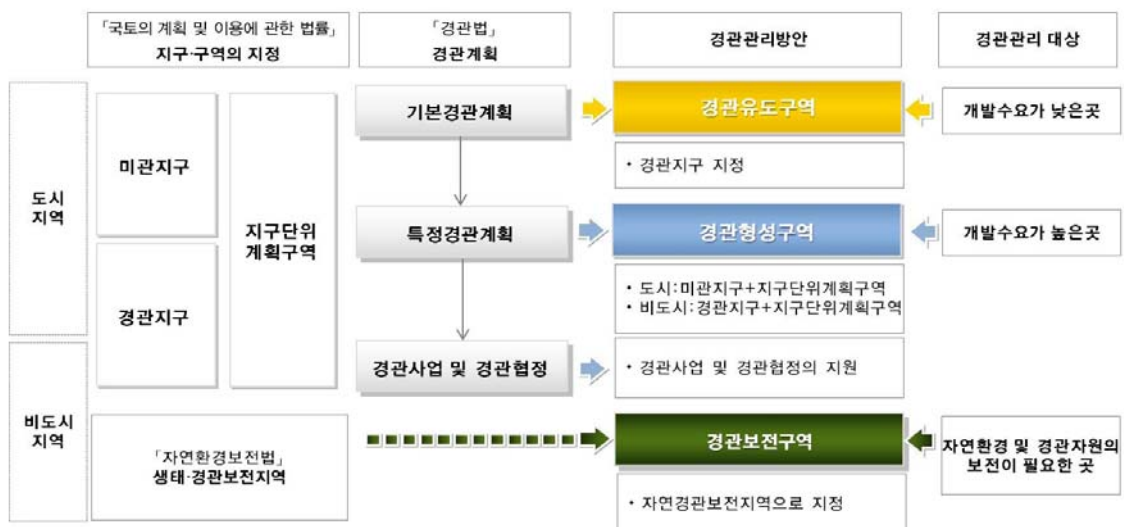 「국토의 계획 및 이용에 관한 법률」
지구·구역의 지정
「경관법」
경관계획
경관관리방안
경관관리 대상
도시
지역
미관지구
경관지구
지구단위
계획구역
기본경관계획
경관유도구역
개발수요가 낮은곳
• 경관지구 지정
특정경관계획
경관형성구역
개발수요가 높은곳
• 도시:미관지구+지구단위계획구역
• 비도시:경관지구+지구단위계획구역
경관사업 및 경관협정
• 경관사업 및 경관협정의 지원
비도시
지역
「자연환경보전법」
생태·경관보전지역
경관보전구역
자연환경 및 경관자원의
보전이 필요한 곳
• 자연경관보전지역으로 지정